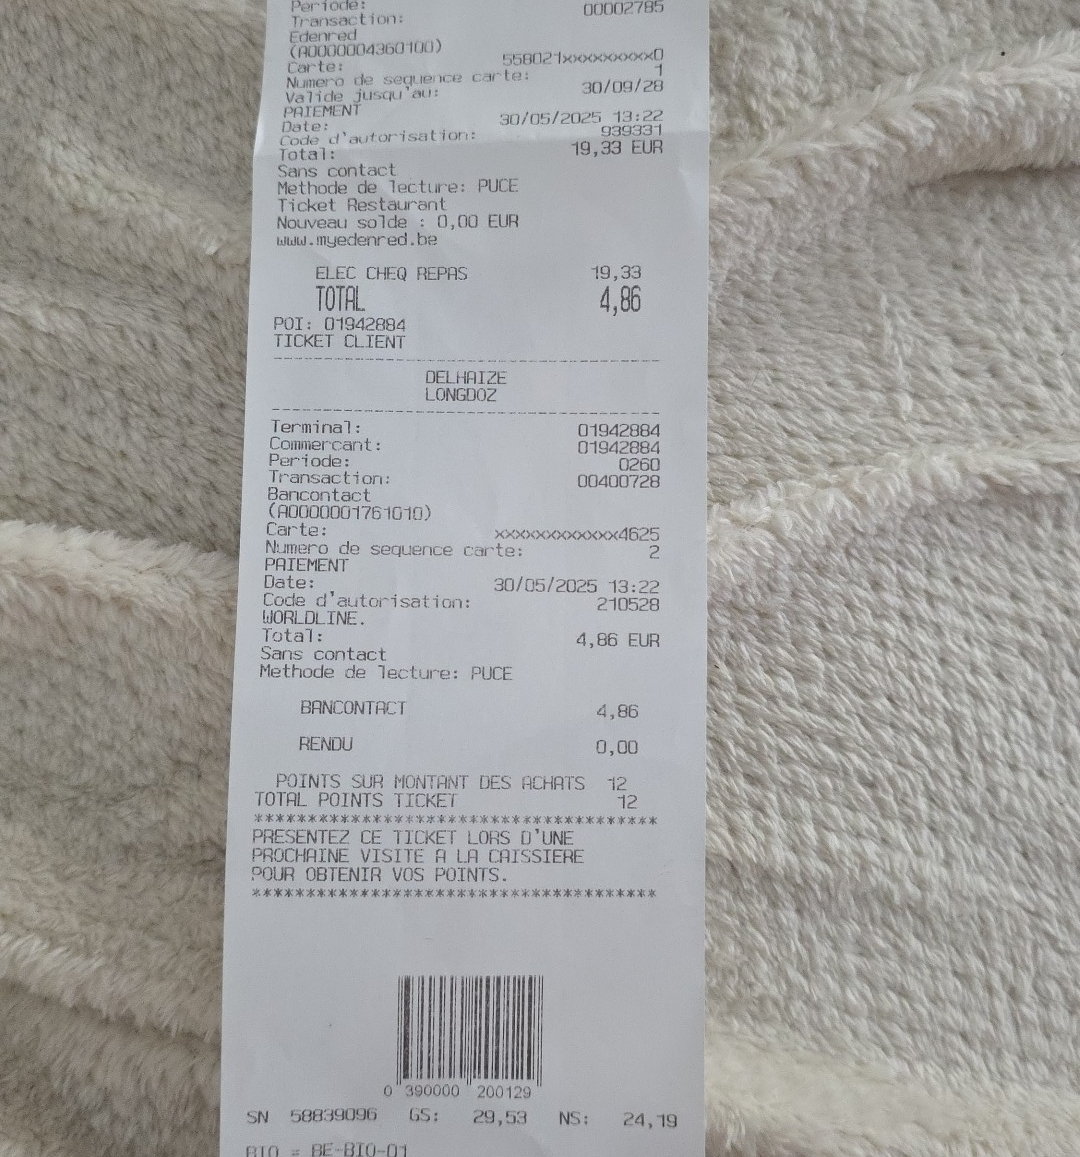 Periode:
Transaction: 00002785
Edenred
(A0000004360100)
Carte: 558021xxxxxxxxx0
Numero de sequence carte: 1
Valide jusqu'au: 30/09/28
PAIEMENT
Date: 30/05/2025 13:22
Code d'autorisation: 939331
Total: 19,33 EUR
Sans contact
Methode de lecture: PUCE
Ticket Restaurant
Nouveau solde : 0,00 EUR
www.myedenred.be
ELEC CHEQ REPAS 19,33
TOTAL 4,86
POI: 01942884
TICKET CLIENT
DELHAIZE
LONGDOZ
Terminal: 01942884
Commercant: 01942884
Periode: 0260
Transaction: 00400728
Bancontact
(A0000001761010)
Carte: xxxxxxxxxxxx4625
Numero de sequence carte: 2
PAIEMENT
Date: 30/05/2025 13:22
Code d'autorisation: 210528
WORLDLINE.
Total: 4,86 EUR
Sans contact
Methode de lecture: PUCE
BANCONTACT 4,86
RENDU 0,00
POINTS SUR MONTANT DES ACHATS 12
TOTAL POINTS TICKET 12
*************************************
PRESENTEZ CE TICKET LORS D'UNE
PROCHAINE VISITE A LA CAISSIERE
POUR OBTENIR VOS POINTS.
*************************************
0 390000 200129
SN 58839096 GS: 29,53 NS: 24,19
BIO = BE-BIO-01